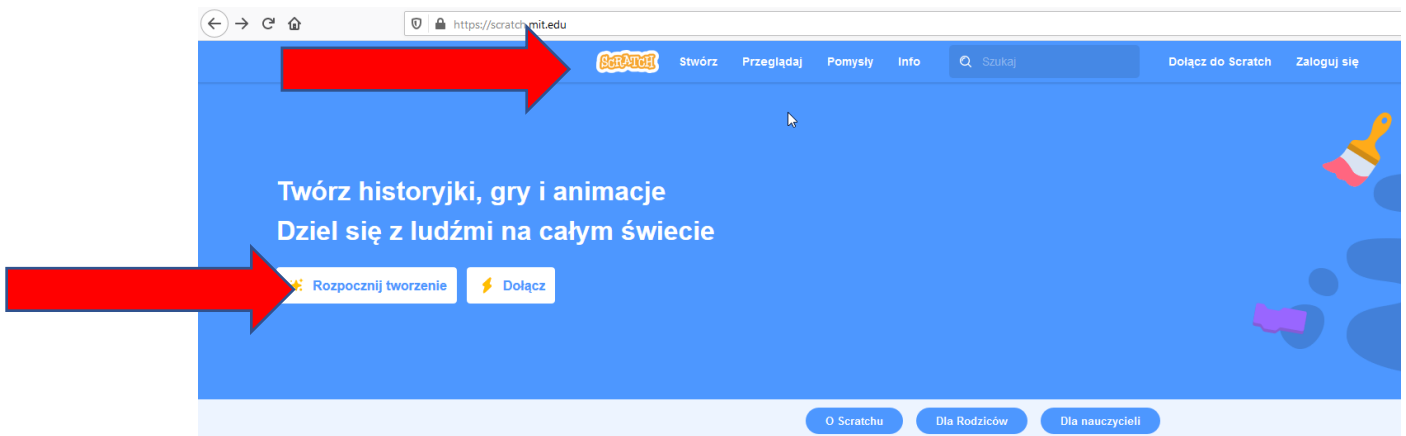 https://scratch.mit.edu
SCRATCH Stwórz Przeglądaj Pomysły Info Szukaj Dołącz do Scratch Zaloguj się
Twórz historyjki, gry i animacje
Dziel się z ludźmi na całym świecie
Rozpocznij tworzenie Dołącz
O Scratchu Dla Rodziców Dla nauczycieli